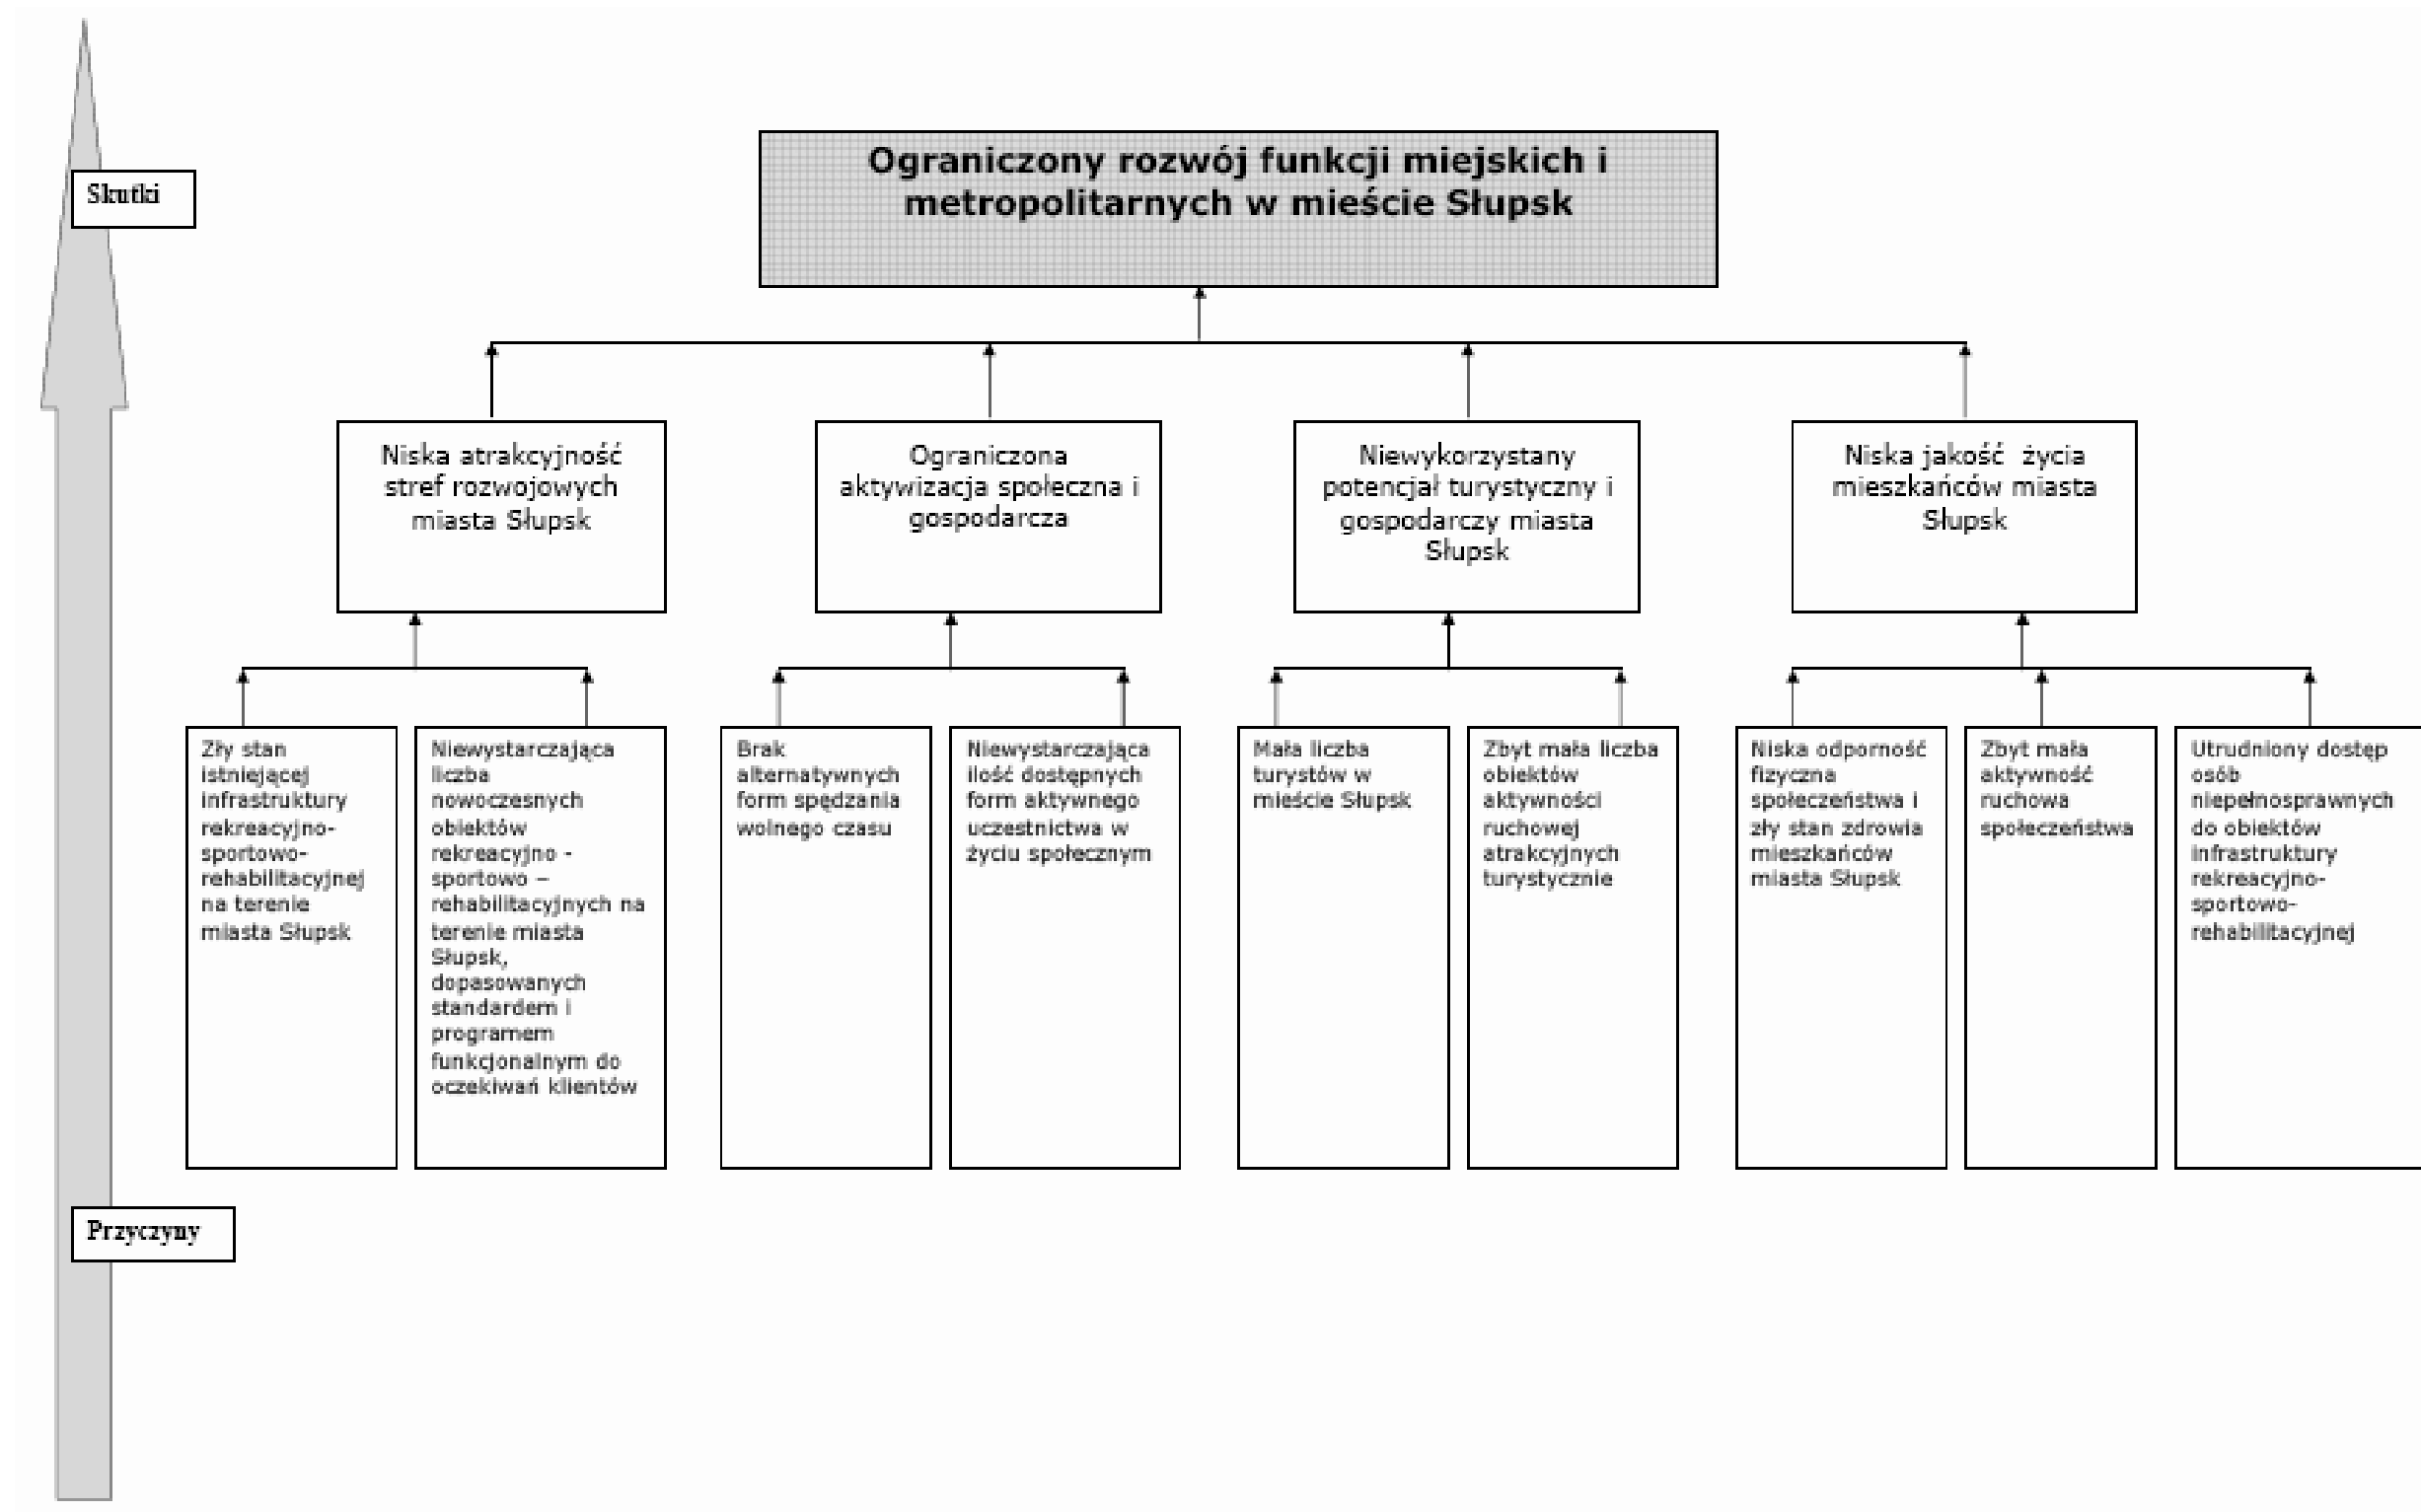 Skutki
Ograniczony rozwój funkcji miejskich i
metropolitarnych w mieście Słupsk
Niska atrakcyjność
stref rozwojowych
miasta Słupsk
Ograniczona
aktywizacja społeczna i
gospodarcza
Niewykorzystany
potencjał turystyczny i
gospodarczy miasta
Słupsk
Niska jakość  życia
mieszkańców miasta
Słupsk
Zły stan
istniejącej
infrastruktury
rekreacyjno-
sportowo-
rehabilitacyjnej
na terenie
miasta Słupsk
Niewystarczająca
liczba
nowoczesnych
obiektów
rekreacyjno -
sportowo –
rehabilitacyjnych na
terenie miasta
Słupsk,
dopasowanych
standardem i
programem
funkcjonalnym do
oczekiwań klientów
Brak
alternatywnych
form spędzania
wolnego czasu
Niewystarczająca
ilość dostępnych
form aktywnego
uczestnictwa w
życiu społecznym
Mała liczba
turystów w
mieście Słupsk
Zbyt mała liczba
obiektów
aktywności
ruchowej
atrakcyjnych
turystycznie
Niska odporność
fizyczna
społeczeństwa i
zły stan zdrowia
mieszkańców
miasta Słupsk
Zbyt mała
aktywność
ruchowa
społeczeństwa
Utrudniony dostęp
osób
niepełnosprawnych
do obiektów
infrastruktury
rekreacyjno-
sportowo-
rehabilitacyjnej
Przyczyny